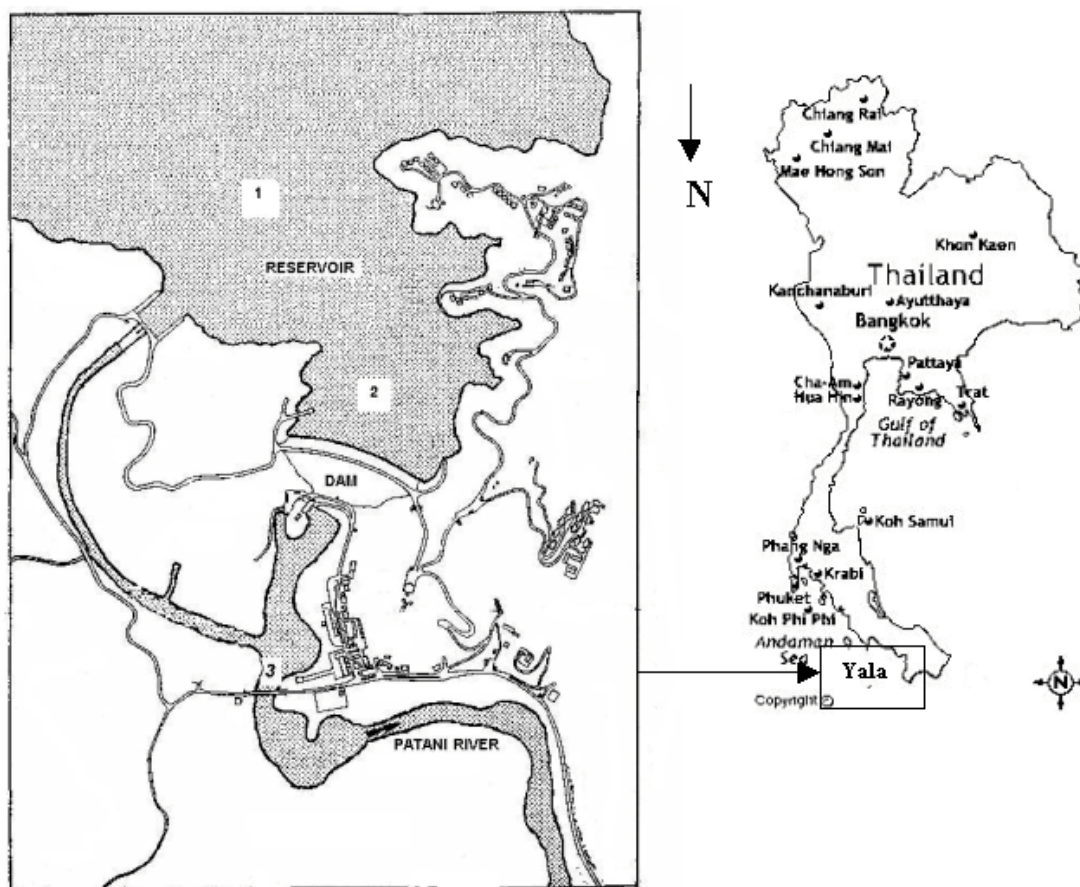 1
RESERVOIR
2
DAM
3
PATANI RIVER
N
Chiang Rai
Chiang Mai
Mae Hong Son
Khon Kaen
Thailand
Kanchanaburi
Ayutthaya
Bangkok
Pattaya
Cha-Am
Hua Hin
Rayong
Trat
Gulf of
Thailand
Koh Samui
Phang Nga
Krabi
Phuket
Koh Phi Phi
Andaman
Sea
Yala
Copyright ©
N